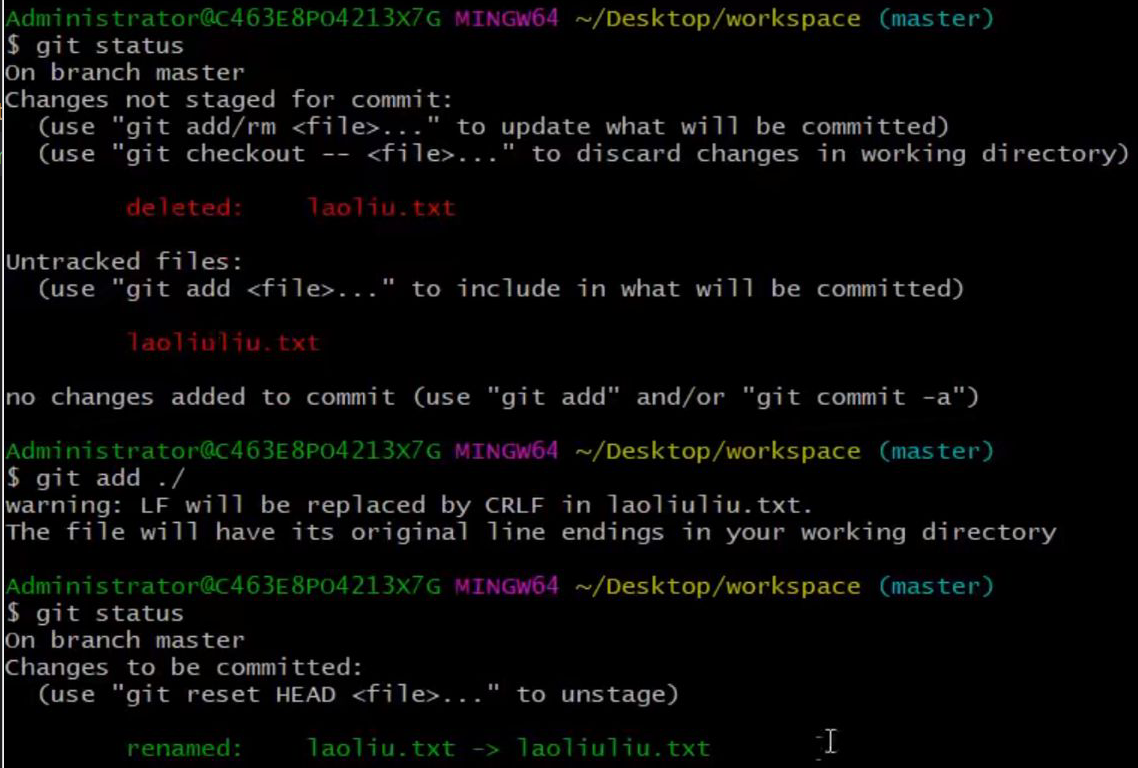 Administrator@C463E8PO4213X7G MINGW64 ~/Desktop/workspace (master)
$ git status
On branch master
Changes not staged for commit:
  (use "git add/rm <file>..." to update what will be committed)
  (use "git checkout -- <file>..." to discard changes in working directory)
        deleted:    laoliu.txt
Untracked files:
  (use "git add <file>..." to include in what will be committed)
        laoliuliu.txt
no changes added to commit (use "git add" and/or "git commit -a")
Administrator@C463E8PO4213X7G MINGW64 ~/Desktop/workspace (master)
$ git add ./
warning: LF will be replaced by CRLF in laoliuliu.txt.
The file will have its original line endings in your working directory
Administrator@C463E8PO4213X7G MINGW64 ~/Desktop/workspace (master)
$ git status
On branch master
Changes to be committed:
  (use "git reset HEAD <file>..." to unstage)
        renamed:    laoliu.txt -> laoliuliu.txt